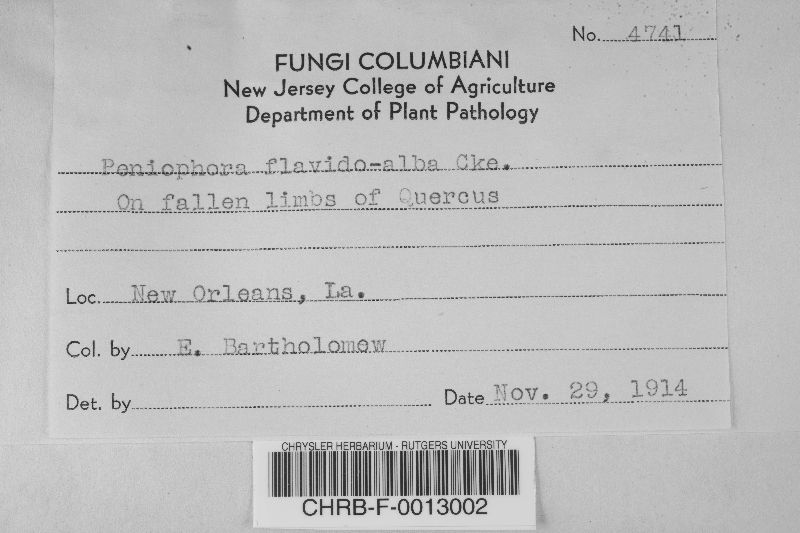 No. 4741
FUNGI COLUMBIANI
New Jersey College of Agriculture
Department of Plant Pathology
Peniophora flavido-alba Cke.
On fallen limbs of Quercus
Loc. New Orleans, La.
Col. by E. Bartholomew
Det. by
Date Nov. 29, 1914
CHRYSLER HERBARIUM - RUTGERS UNIVERSITY
CHRB-F-0013002